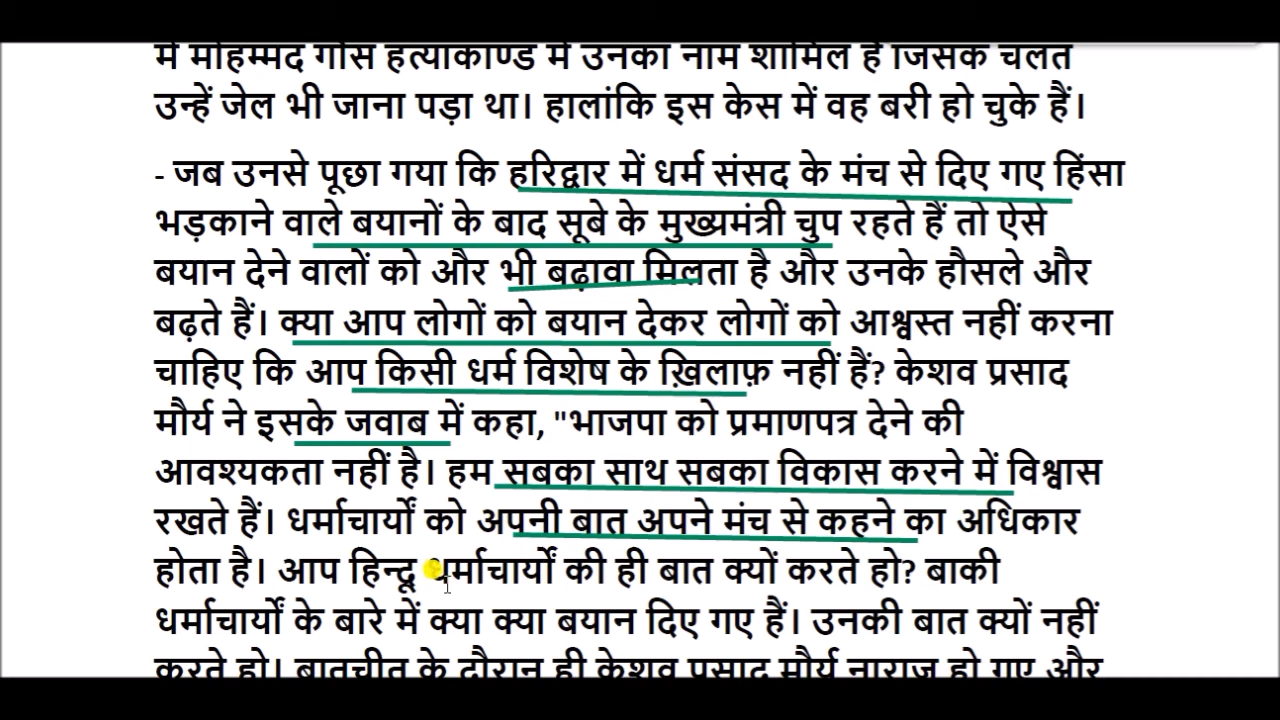 में मोहम्मद गौस हत्याकाण्ड में उनका नाम शामिल है जिसके चलते
उन्हें जेल भी जाना पड़ा था। हालांकि इस केस में वह बरी हो चुके हैं।
- जब उनसे पूछा गया कि हरिद्वार में धर्म संसद के मंच से दिए गए हिंसा
भड़काने वाले बयानों के बाद सूबे के मुख्यमंत्री चुप रहते हैं तो ऐसे
बयान देने वालों को और भी बढ़ावा मिलता है और उनके हौसले और
बढ़ते हैं। क्या आप लोगों को बयान देकर लोगों को आश्वस्त नहीं करना
चाहिए कि आप किसी धर्म विशेष के ख़िलाफ़ नहीं हैं? केशव प्रसाद
मौर्य ने इसके जवाब में कहा, "भाजपा को प्रमाणपत्र देने की
आवश्यकता नहीं है। हम सबका साथ सबका विकास करने में विश्वास
रखते हैं। धर्माचार्यों को अपनी बात अपने मंच से कहने का अधिकार
होता है। आप हिन्दू धर्माचार्यों की ही बात क्यों करते हो? बाकी
धर्माचार्यों के बारे में क्या क्या बयान दिए गए हैं। उनकी बात क्यों नहीं
करते हो। बातचीत के दौरान ही केशव प्रसाद मौर्य नाराज हो गए और